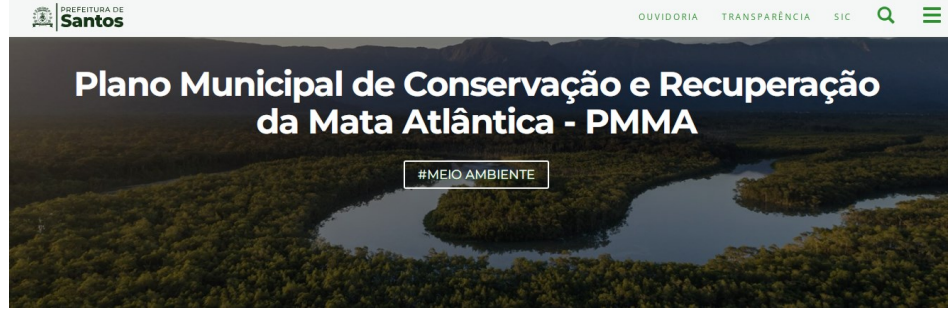 PREFEITURA DE
Santos
OUVIDORIA TRANSPARÊNCIA SIC
Plano Municipal de Conservação e Recuperação
da Mata Atlântica - PMMA
#MEIO AMBIENTE